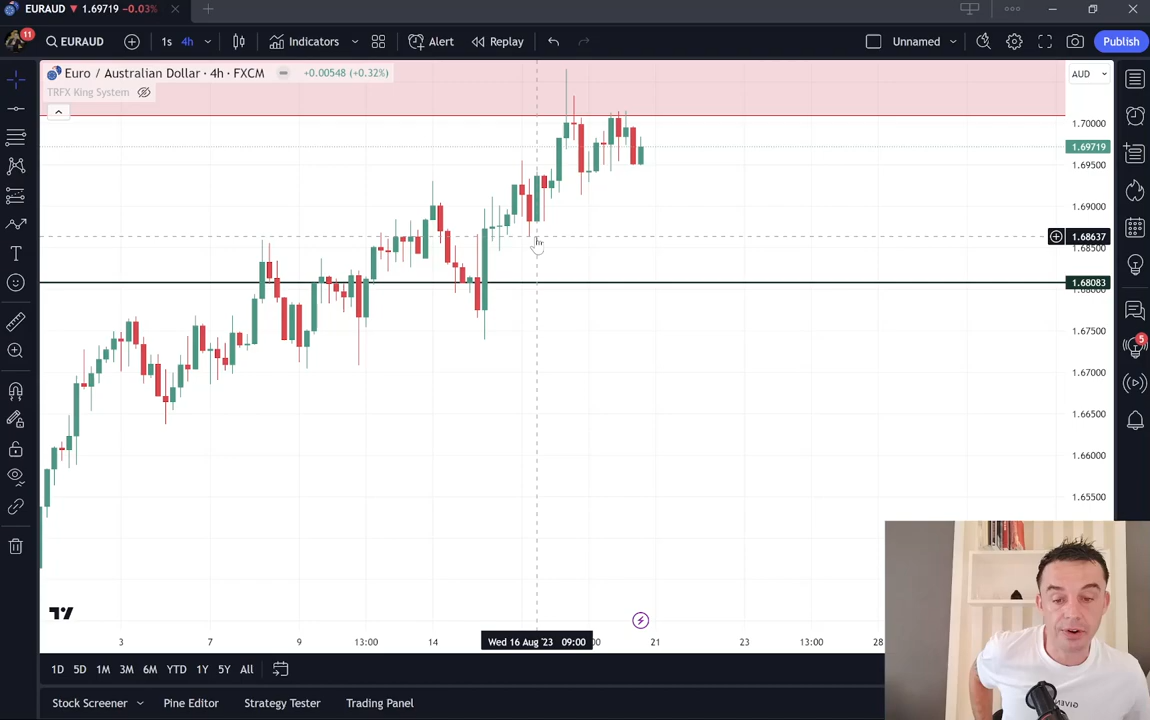 EURAUD ▼ 1.69719 -0.03%
11
EURAUD
1s 4h
Indicators
Alert
Replay
Unnamed
Publish
Euro / Australian Dollar · 4h · FXCM
+0.00548 (+0.32%)
AUD
TRFX King System
1.70000
1.69719
1.69500
1.69000
1.68637
1.68500
1.68083
1.67500
1.67000
1.66500
1.66000
1.65500
5
3 7 9 13:00 14 Wed 16 Aug '23 09:00 21 23 13:00 28
1D 5D 1M 3M 6M YTD 1Y 5Y All
Stock Screener
Pine Editor
Strategy Tester
Trading Panel